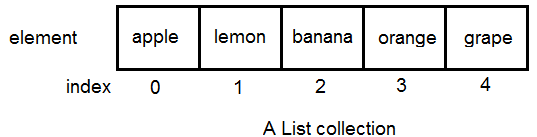 element apple lemon banana orange grape
index 0 1 2 3 4
A List collection